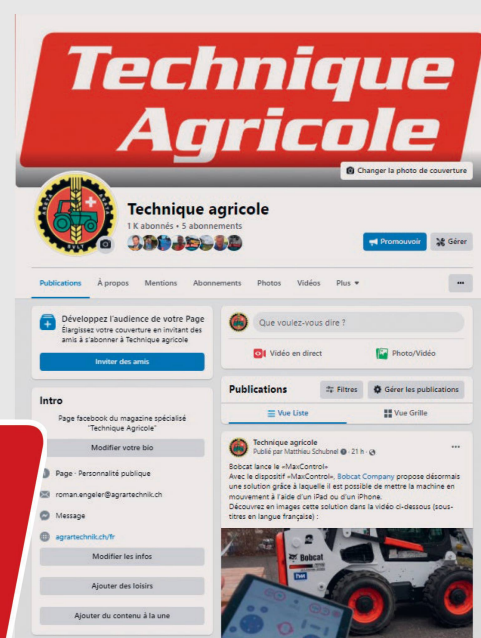 Technique
Agricole
Changer la photo de couverture
Technique agricole
1 K abonnés • 5 abonnements
Promouvoir
Gérer
Publications
À propos
Mentions
Abonnements
Photos
Vidéos
Plus
Développez l'audience de votre Page
Élargissez votre couverture en invitant des
amis à s'abonner à Technique agricole
Inviter des amis
Intro
Page facebook du magazine spécialisé
"Technique Agricole"
Modifier votre bio
Page · Personnalité publique
roman.engeler@agrartechnik.ch
Message
agrartechnik.ch/fr
Modifier les infos
Ajouter des loisirs
Ajouter du contenu à la une
Que voulez-vous dire ?
Vidéo en direct
Photo/Vidéo
Publications
Filtres
Gérer les publications
Vue Liste
Vue Grille
Technique agricole
Publié par Matthieu Schubnel · 21 h ·
Bobcat lance le «MaxControl»
Avec le dispositif «MaxControl», Bobcat Company propose désormais
une solution grâce à laquelle il est possible de mettre la machine en
mouvement à l'aide d'un iPad ou d'un iPhone.
Découvrez en images cette solution dans la vidéo ci-dessous (sous-
titres en langue française) :
Bobcat